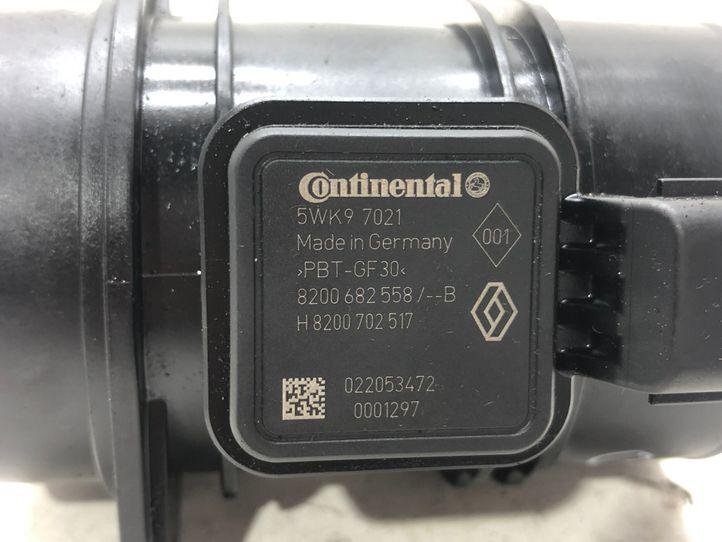 Continental
5WK9 7021
Made in Germany
001
›PBT-GF30‹
8200 682 558 /--B
H 8200 702 517
022053472
0001297